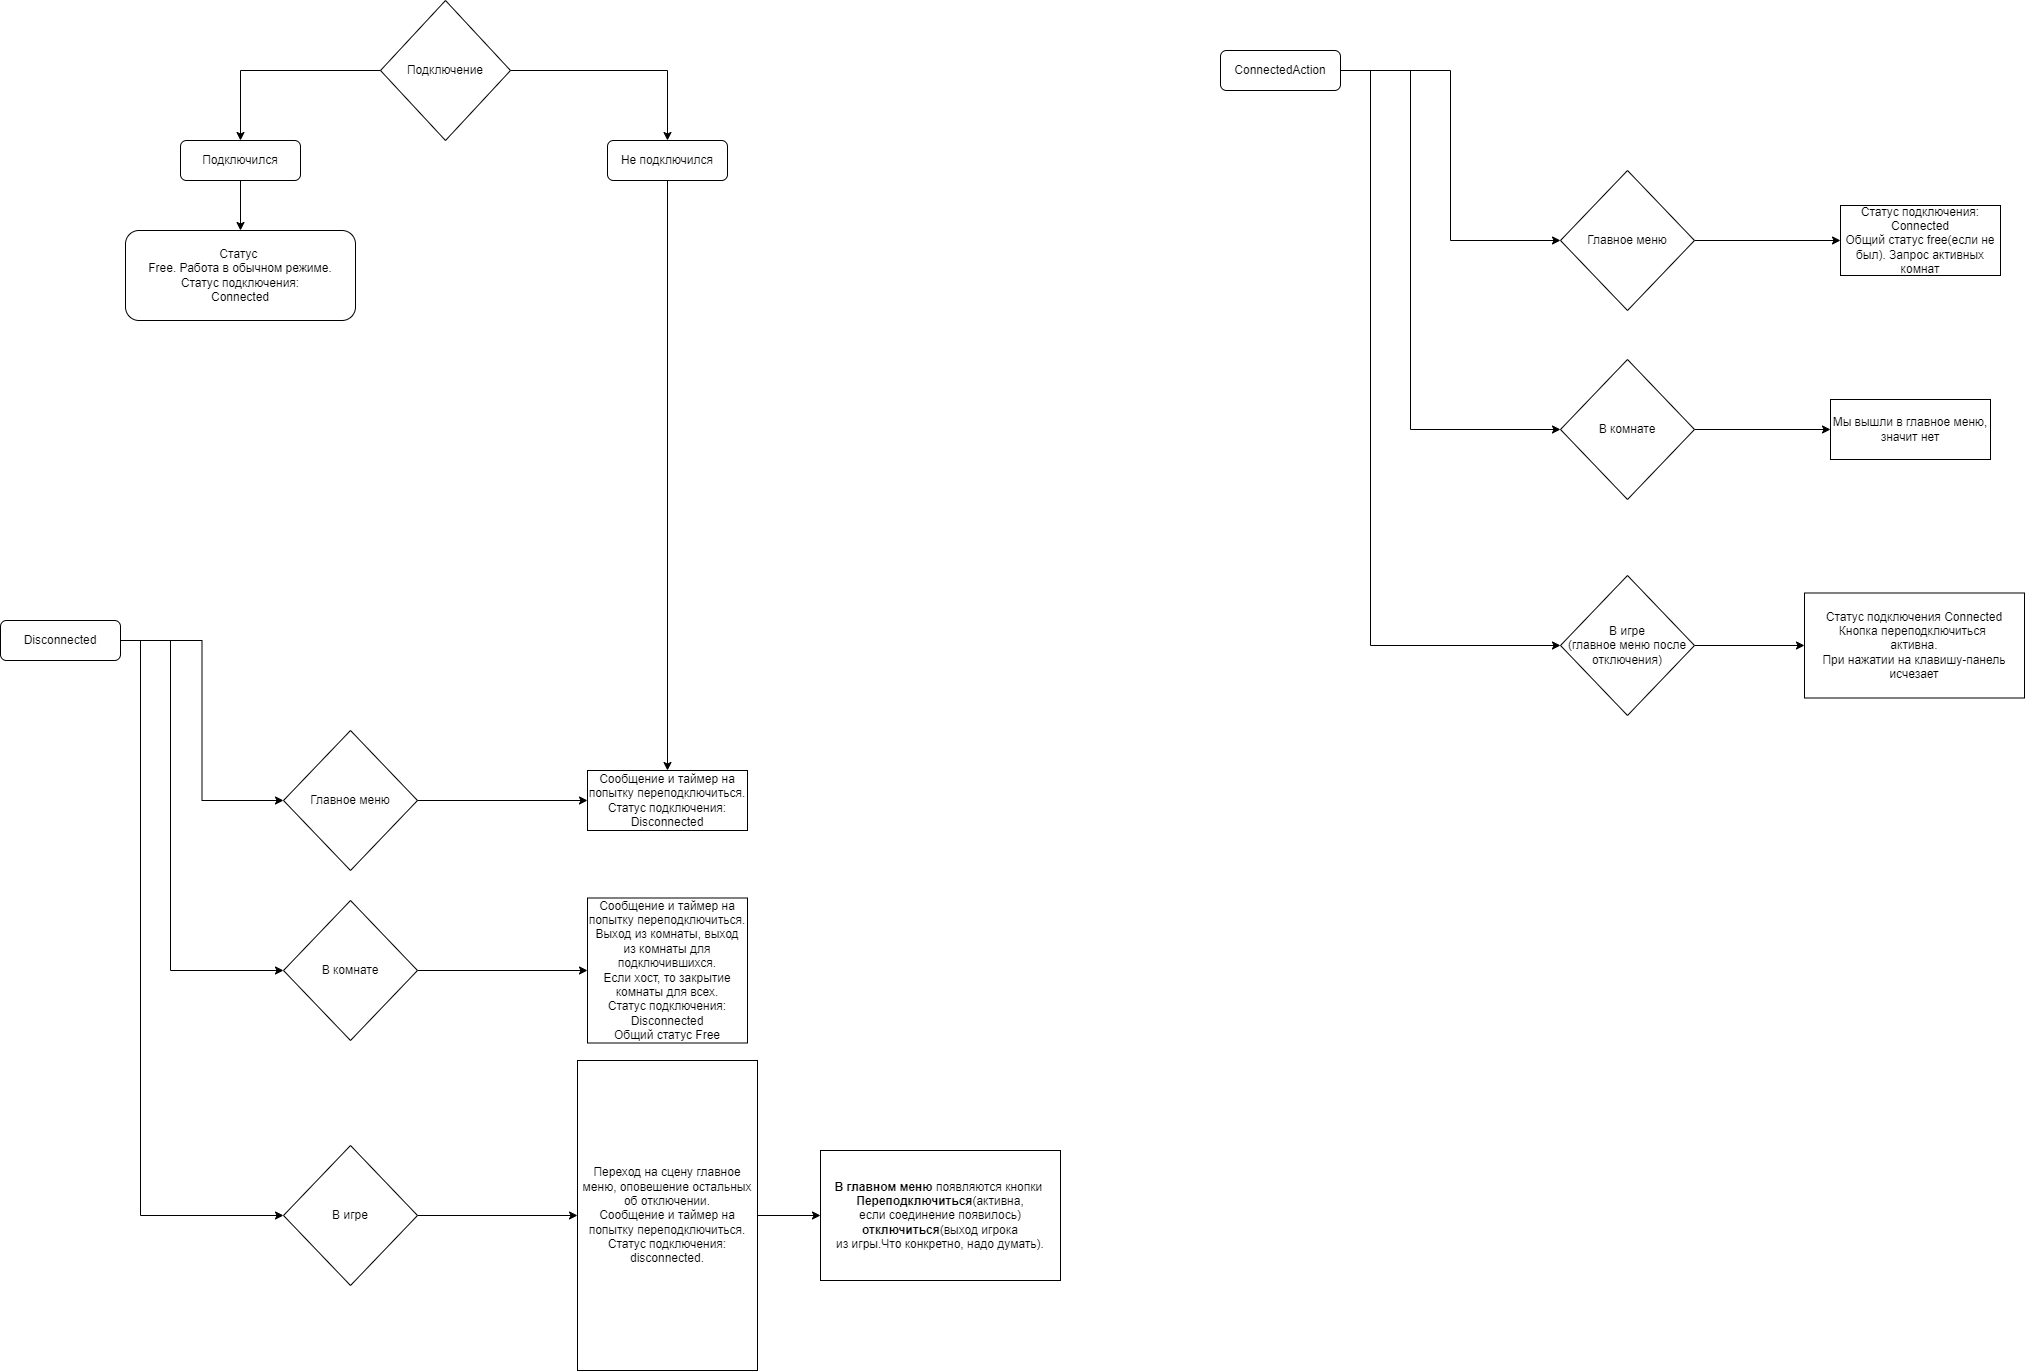 Подключение
Подключился
Не подключился
Статус
Free. Работа в обычном режиме.
Статус подключения:
Connected
Disconnected
Главное меню
Сообщение и таймер на
попытку переподключиться.
Статус подключения:
Disconnected
В комнате
Сообщение и таймер на
попытку переподключиться.
Выход из комнаты, выход
из комнаты для
подключившихся.
Если хост, то закрытие
комнаты для всех.
Статус подключения:
Disconnected
Общий статус Free
В игре
Переход на сцену главное
меню, оповешение остальных
об отключении.
Сообщение и таймер на
попытку переподключиться.
Статус подключения:
disconnected.
В главном меню появляются кнопки
Переподключиться(активна,
если соединение появилось)
отключиться(выход игрока
из игры.Что конкретно, надо думать).
ConnectedAction
Главное меню
Статус подключения:
Connected
Общий статус free(если не
был). Запрос активных
комнат
В комнате
Мы вышли в главное меню,
значит нет
В игре
(главное меню после
отключения)
Статус подключения Connected
Кнопка переподключиться
активна.
При нажатии на клавишу-панель
исчезает